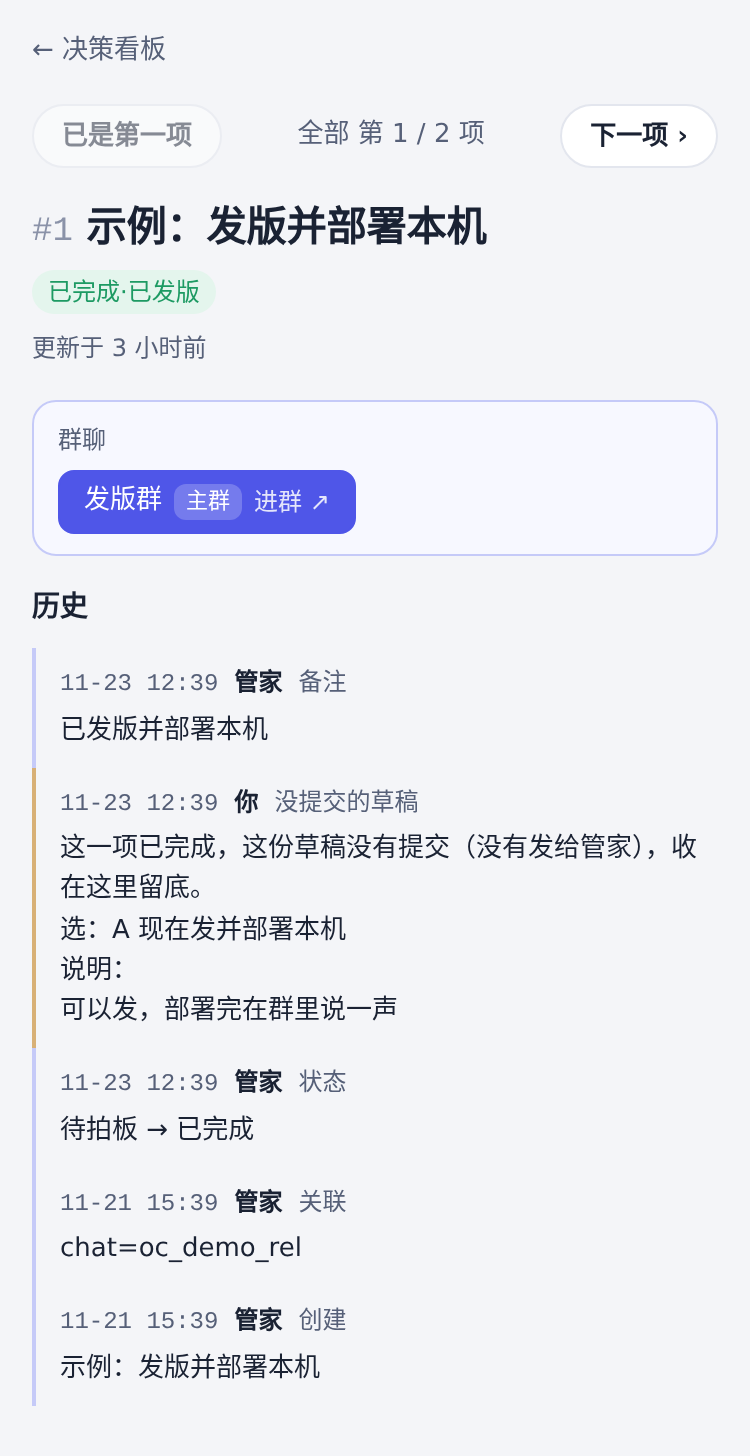 ← 决策看板
已是第一项
全部 第 1 / 2 项
下一项 ›
#1 示例：发版并部署本机
已完成·已发版
更新于 3 小时前
群聊
发版群 主群 进群 ↗
历史
11-23 12:39 管家 备注
已发版并部署本机
11-23 12:39 你 没提交的草稿
这一项已完成，这份草稿没有提交（没有发给管家），收
在这里留底。
选：A 现在发并部署本机
说明：
可以发，部署完在群里说一声
11-23 12:39 管家 状态
待拍板 → 已完成
11-21 15:39 管家 关联
chat=oc_demo_rel
11-21 15:39 管家 创建
示例：发版并部署本机